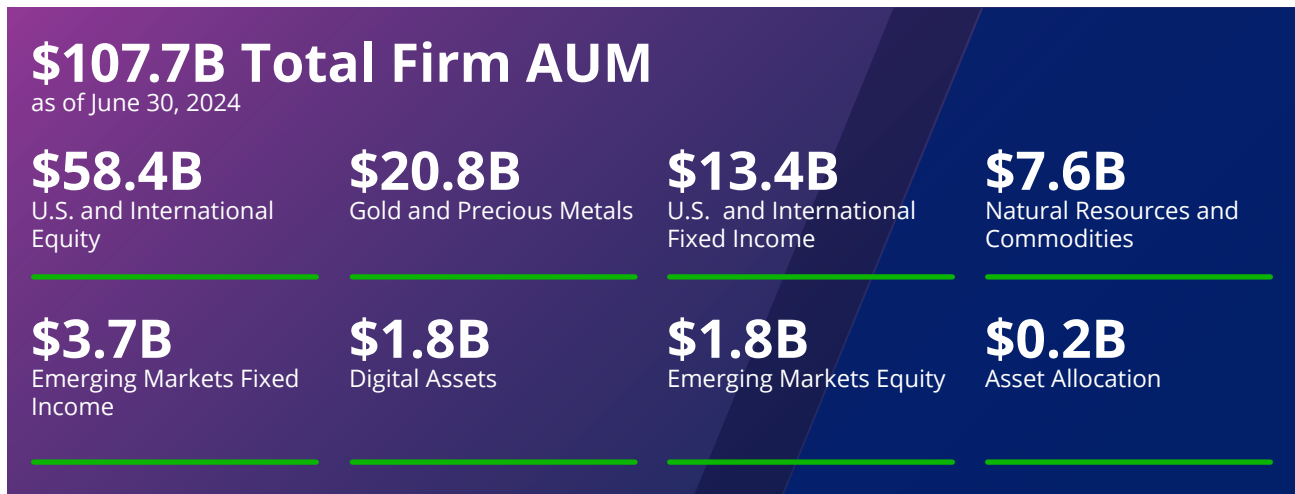 $107.7B Total Firm AUM
as of June 30, 2024
$58.4B
U.S. and International
Equity
$20.8B
Gold and Precious Metals
$13.4B
U.S.  and International
Fixed Income
$7.6B
Natural Resources and
Commodities
$3.7B
Emerging Markets Fixed
Income
$1.8B
Digital Assets
$1.8B
Emerging Markets Equity
$0.2B
Asset Allocation